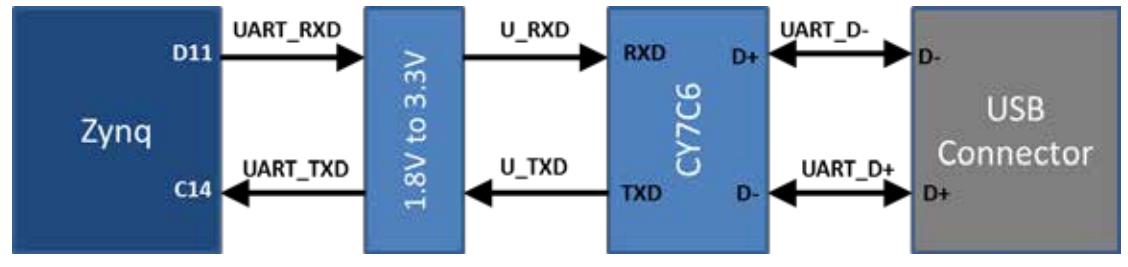 UART_RXD U_RXD UART_D-
D11 RXD D+ D-
Zynq
1.8V to 3.3V
CY7C6
USB
Connector
UART_TXD U_TXD UART_D+
C14 TXD D- D+